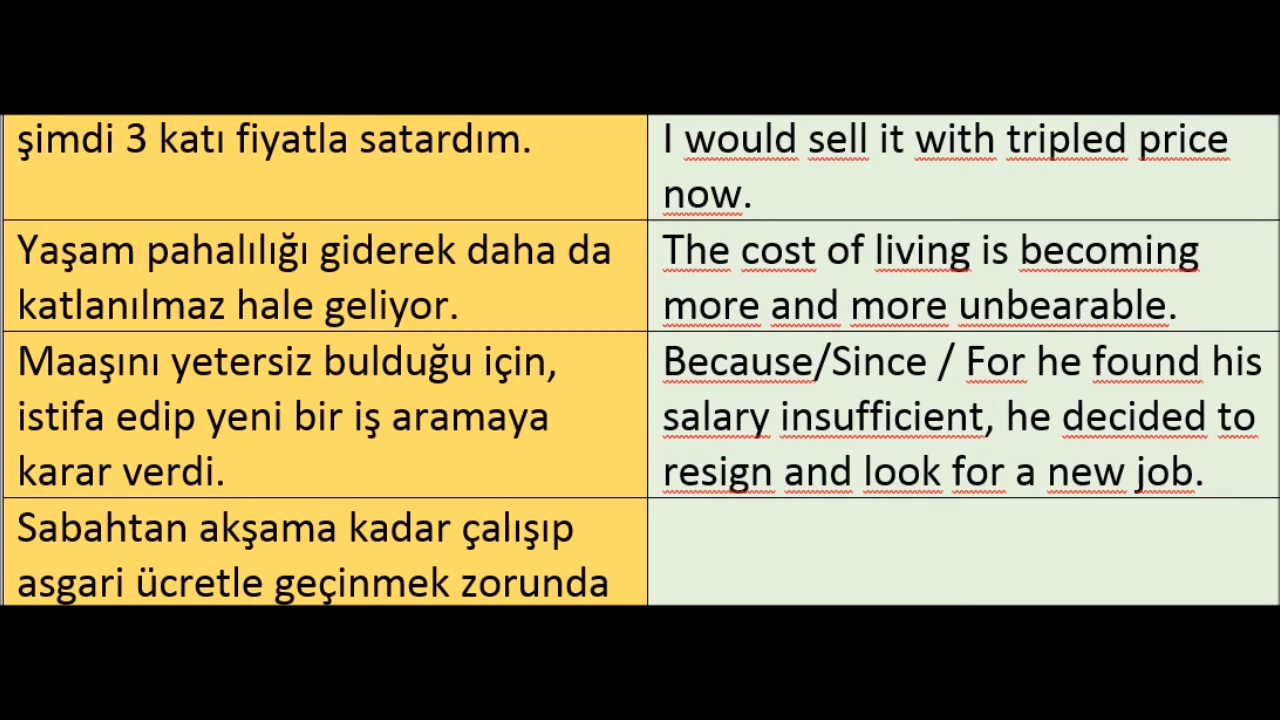 şimdi 3 katı fiyatla satardım.
I would sell it with tripled price
now.
Yaşam pahalılığı giderek daha da
katlanılmaz hale geliyor.
The cost of living is becoming
more and more unbearable.
Maaşını yetersiz bulduğu için,
istifa edip yeni bir iş aramaya
karar verdi.
Because/Since / For he found his
salary insufficient, he decided to
resign and look for a new job.
Sabahtan akşama kadar çalışıp
asgari ücretle geçinmek zorunda